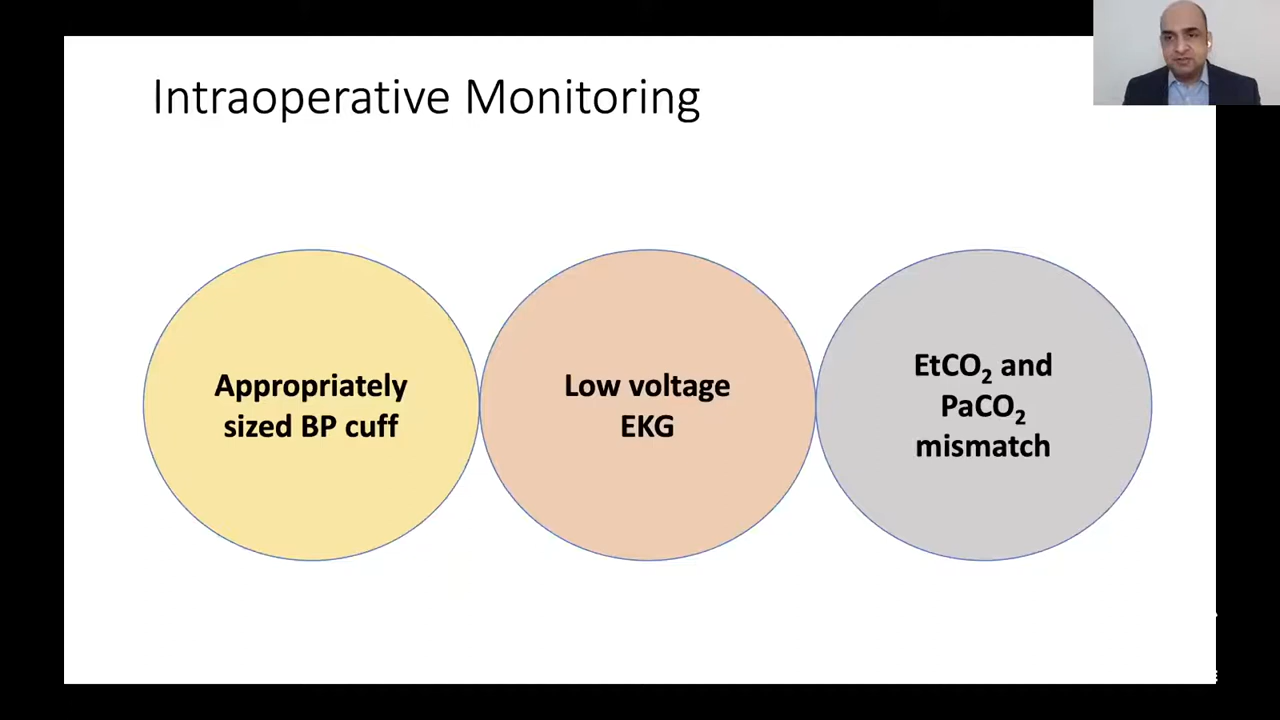 Intraoperative Monitoring
Appropriately
sized BP cuff
Low voltage
EKG
EtCO₂ and
PaCO₂
mismatch